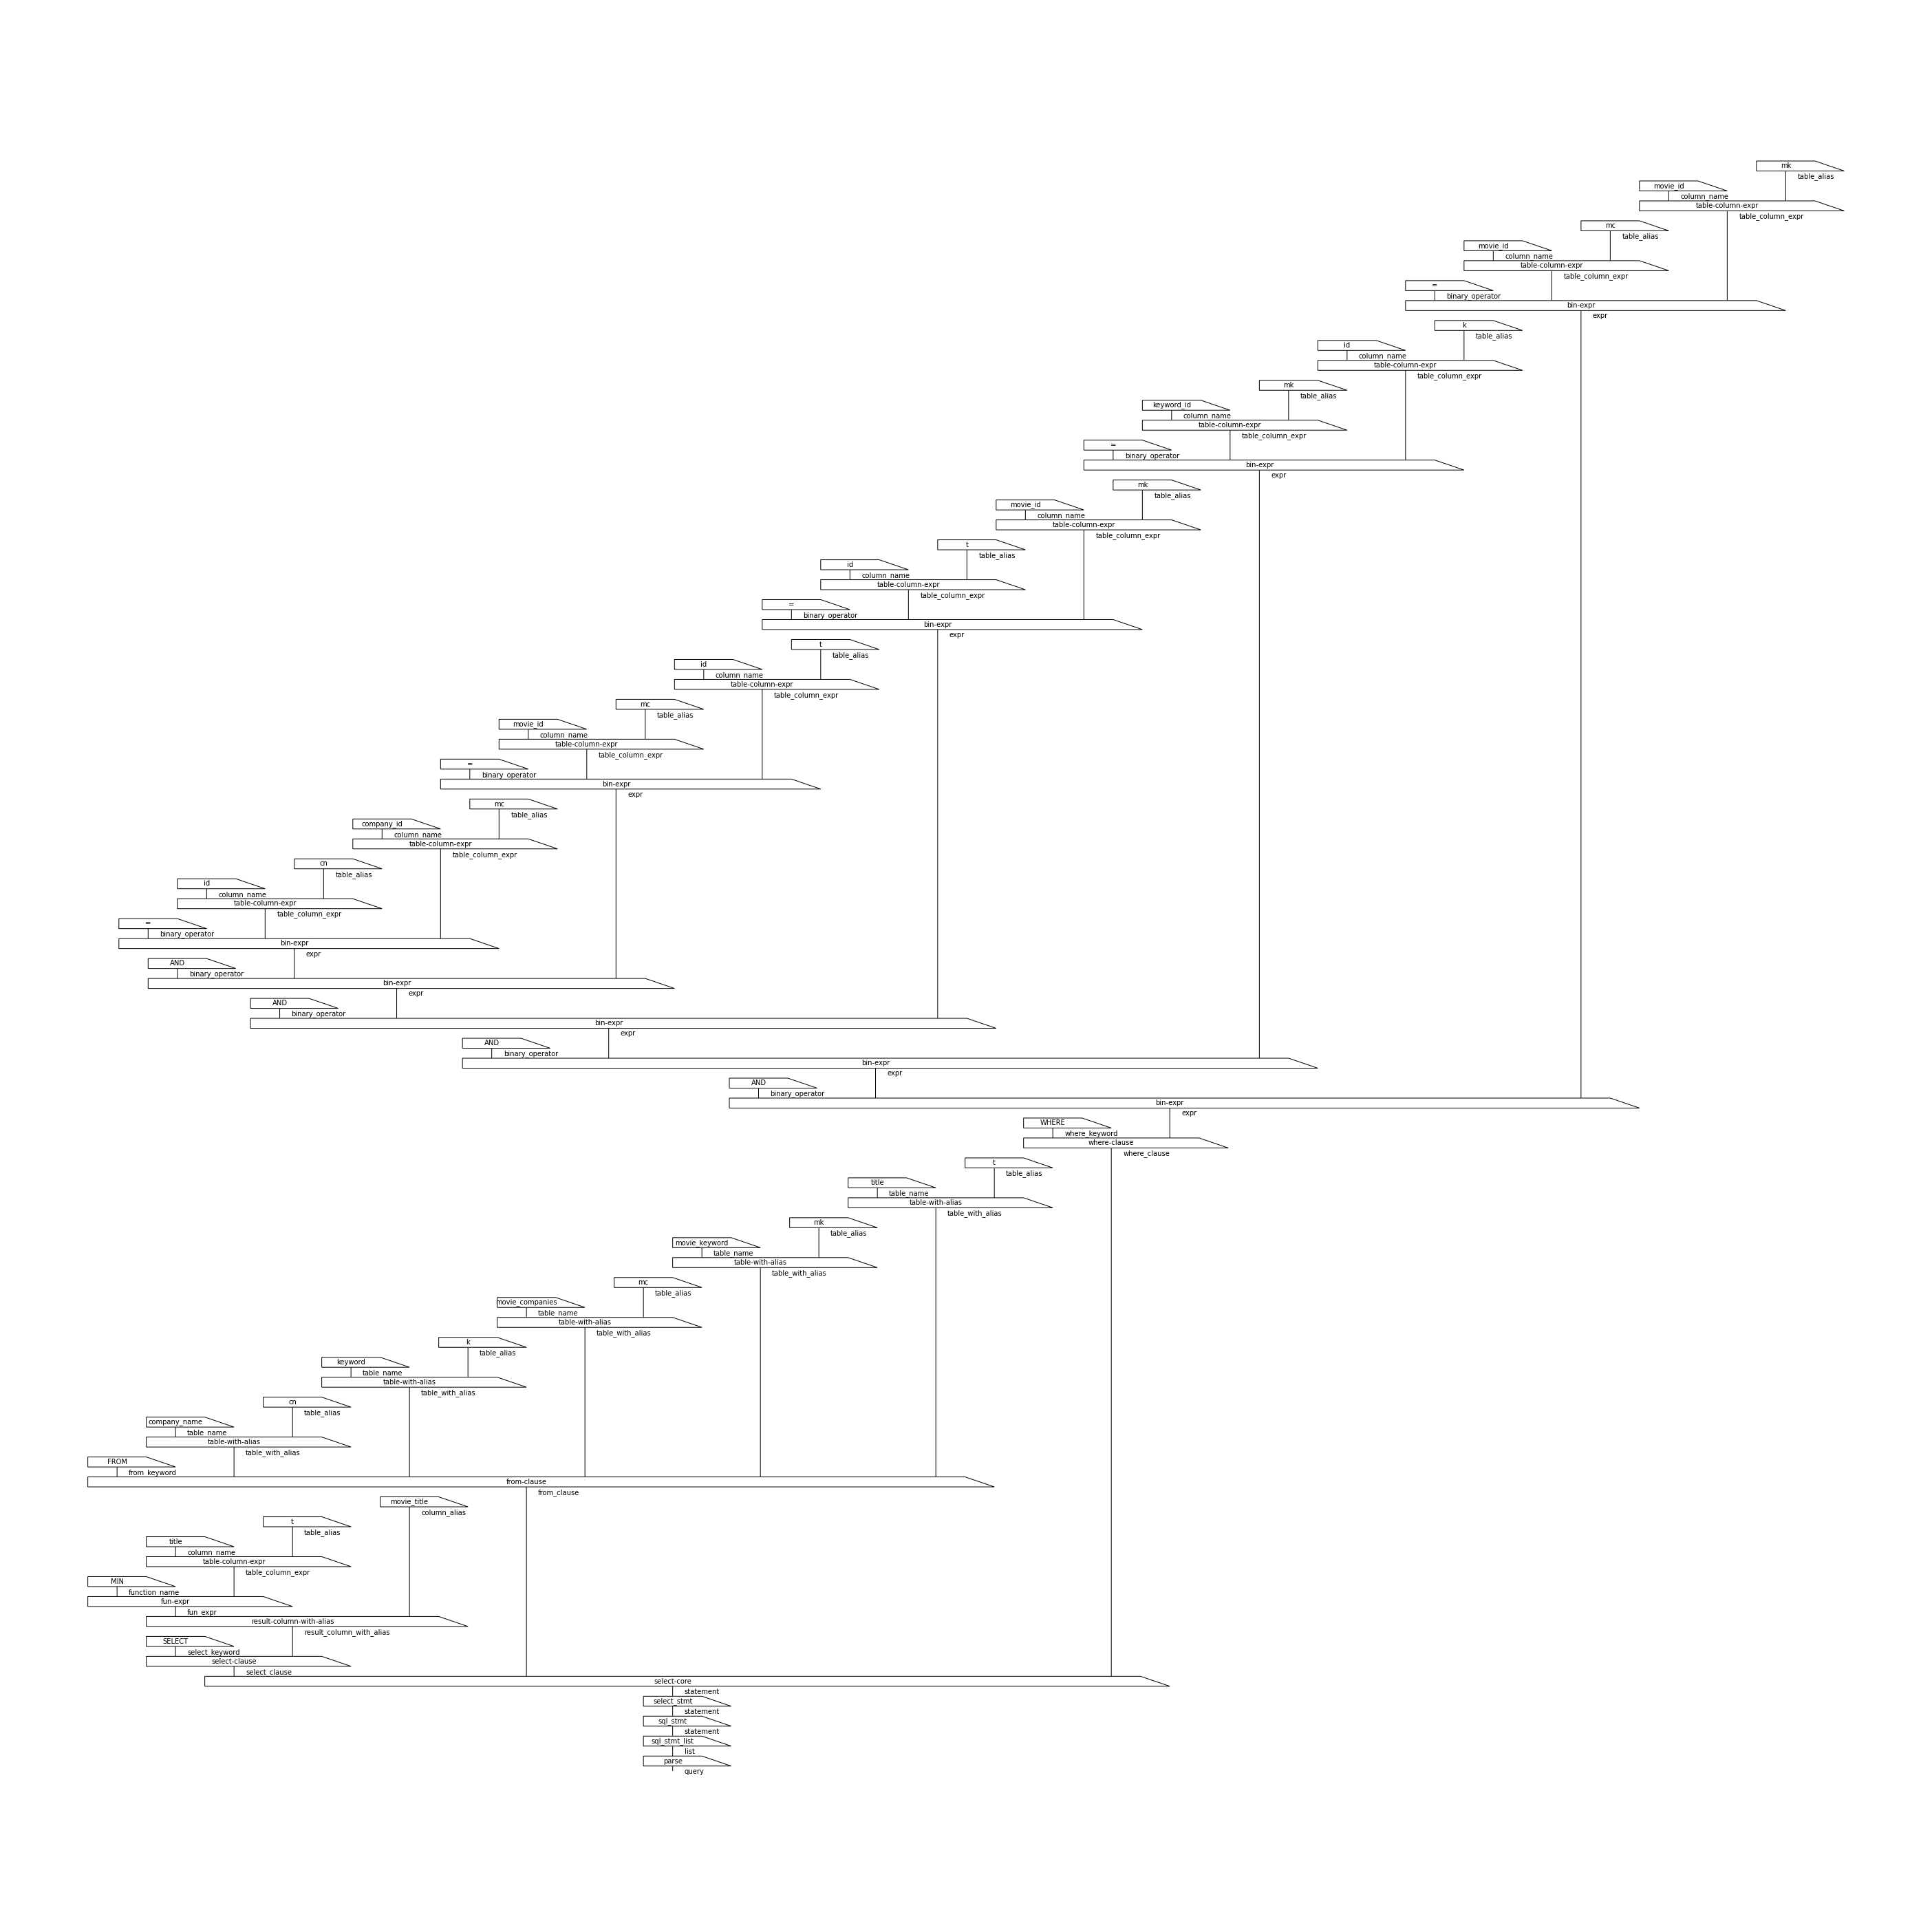 mk
table_alias
movie_id
column_name
table-column-expr
table_column_expr
mc
table_alias
movie_id
column_name
table-column-expr
table_column_expr
=
binary_operator
bin-expr
expr
k
table_alias
id
column_name
table-column-expr
table_column_expr
mk
table_alias
keyword_id
column_name
table-column-expr
table_column_expr
=
binary_operator
bin-expr
expr
mk
table_alias
movie_id
column_name
table-column-expr
table_column_expr
t
table_alias
id
column_name
table-column-expr
table_column_expr
=
binary_operator
bin-expr
expr
t
table_alias
id
column_name
table-column-expr
table_column_expr
mc
table_alias
movie_id
column_name
table-column-expr
table_column_expr
=
binary_operator
bin-expr
expr
mc
table_alias
company_id
column_name
table-column-expr
table_column_expr
cn
table_alias
id
column_name
table-column-expr
table_column_expr
=
binary_operator
bin-expr
expr
AND
binary_operator
bin-expr
expr
AND
binary_operator
bin-expr
expr
AND
binary_operator
bin-expr
expr
AND
binary_operator
bin-expr
expr
WHERE
where_keyword
where-clause
where_clause
t
table_alias
title
table_name
table-with-alias
table_with_alias
mk
table_alias
movie_keyword
table_name
table-with-alias
table_with_alias
mc
table_alias
movie_companies
table_name
table-with-alias
table_with_alias
k
table_alias
keyword
table_name
table-with-alias
table_with_alias
cn
table_alias
company_name
table_name
table-with-alias
table_with_alias
FROM
from_keyword
from-clause
from_clause
movie_title
column_alias
t
table_alias
title
column_name
table-column-expr
table_column_expr
MIN
function_name
fun-expr
fun_expr
result-column-with-alias
result_column_with_alias
SELECT
select_keyword
select-clause
select_clause
select-core
statement
select_stmt
statement
sql_stmt
statement
sql_stmt_list
list
parse
query